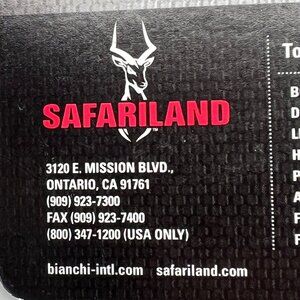 To
SAFARILAND
3120 E. MISSION BLVD.,
ONTARIO, CA 91761
(909) 923-7300
FAX (909) 923-7400
(800) 347-1200 (USA ONLY)
bianchi-intl.com safariland.com
B
D
L
H
P
A
F
F